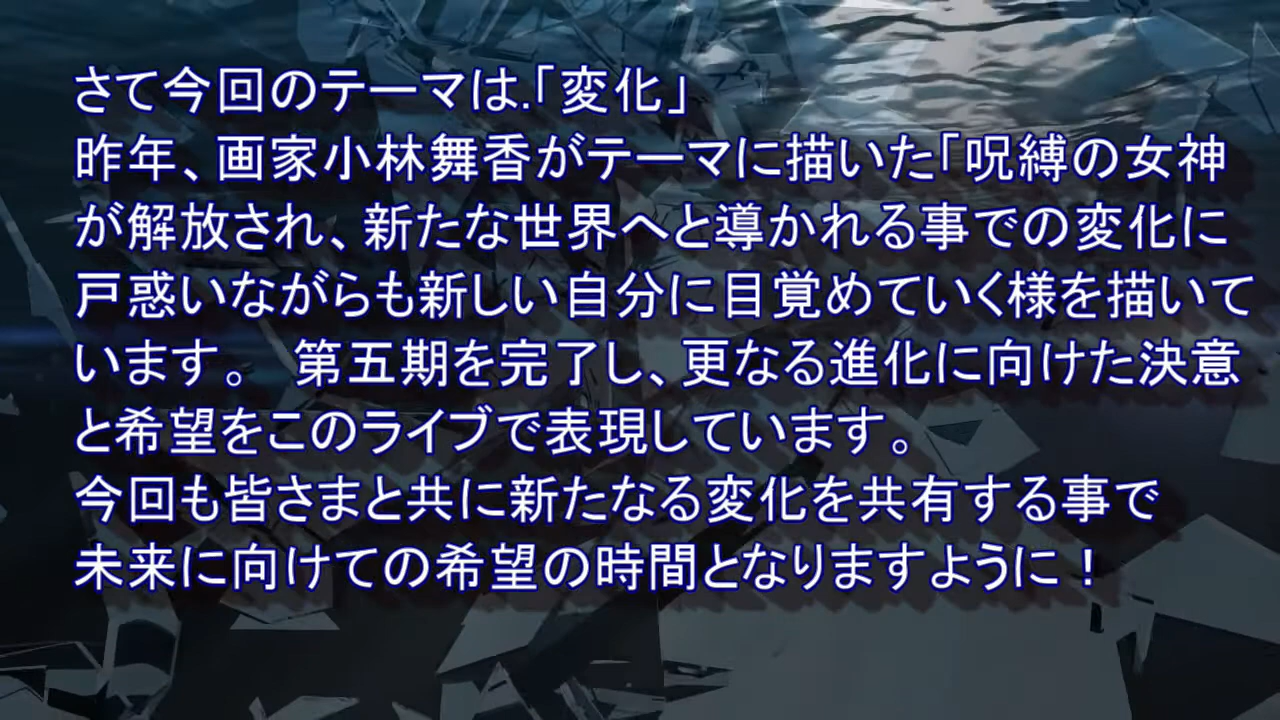 さて今回のテーマは.「変化」
昨年、画家小林舞香がテーマに描いた「呪縛の女神
が解放され、新たな世界へと導かれる事での変化に
戸惑いながらも新しい自分に目覚めていく様を描いて
います。　第五期を完了し、更なる進化に向けた決意
と希望をこのライブで表現しています。
今回も皆さまと共に新たなる変化を共有する事で
未来に向けての希望の時間となりますように！